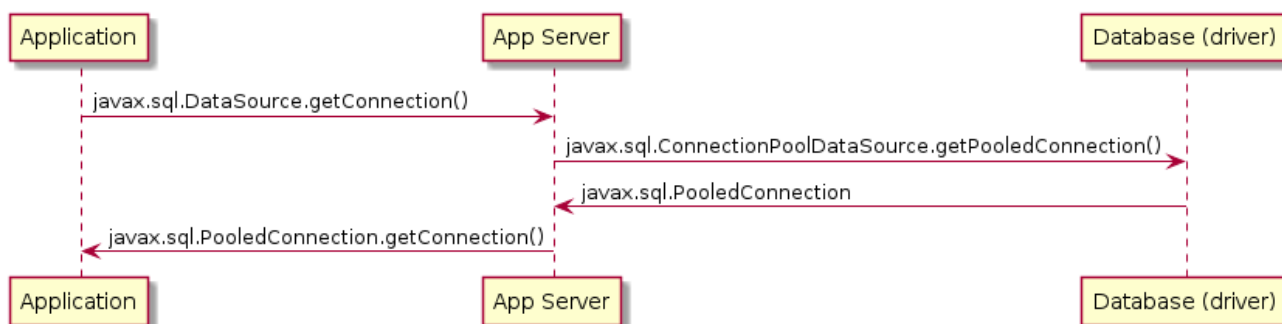 Application
App Server
Database (driver)
javax.sql.DataSource.getConnection()
javax.sql.ConnectionPoolDataSource.getPooledConnection()
javax.sql.PooledConnection
javax.sql.PooledConnection.getConnection()
Application
App Server
Database (driver)